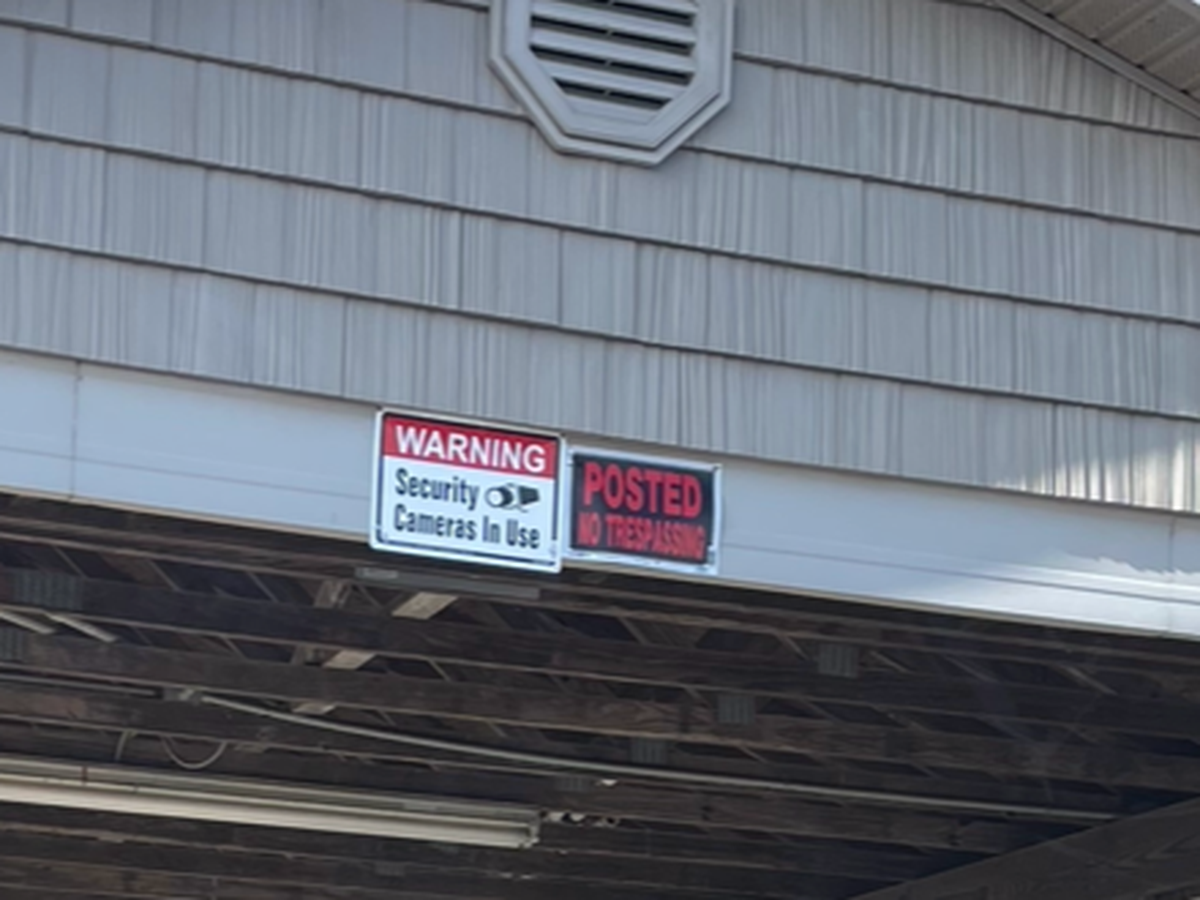 WARNING
Security
Cameras In Use
POSTED
NO TRESPASSING